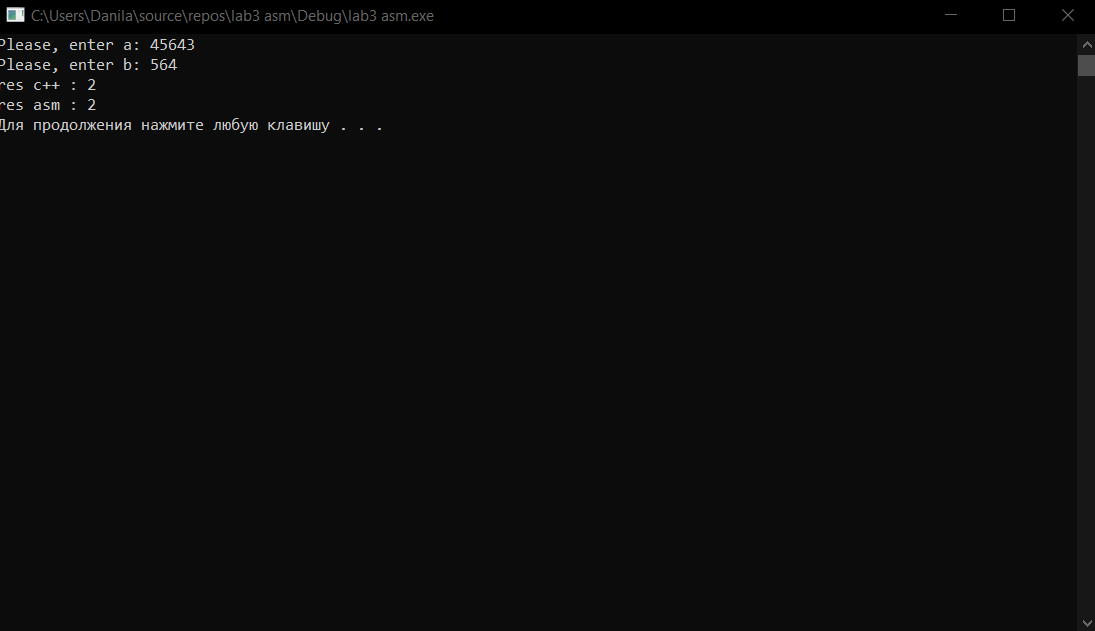 C:\Users\Danila\source\repos\lab3 asm\Debug\lab3 asm.exe
Please, enter a: 45643
Please, enter b: 564
res c++ : 2
res asm : 2
Для продолжения нажмите любую клавишу . . .